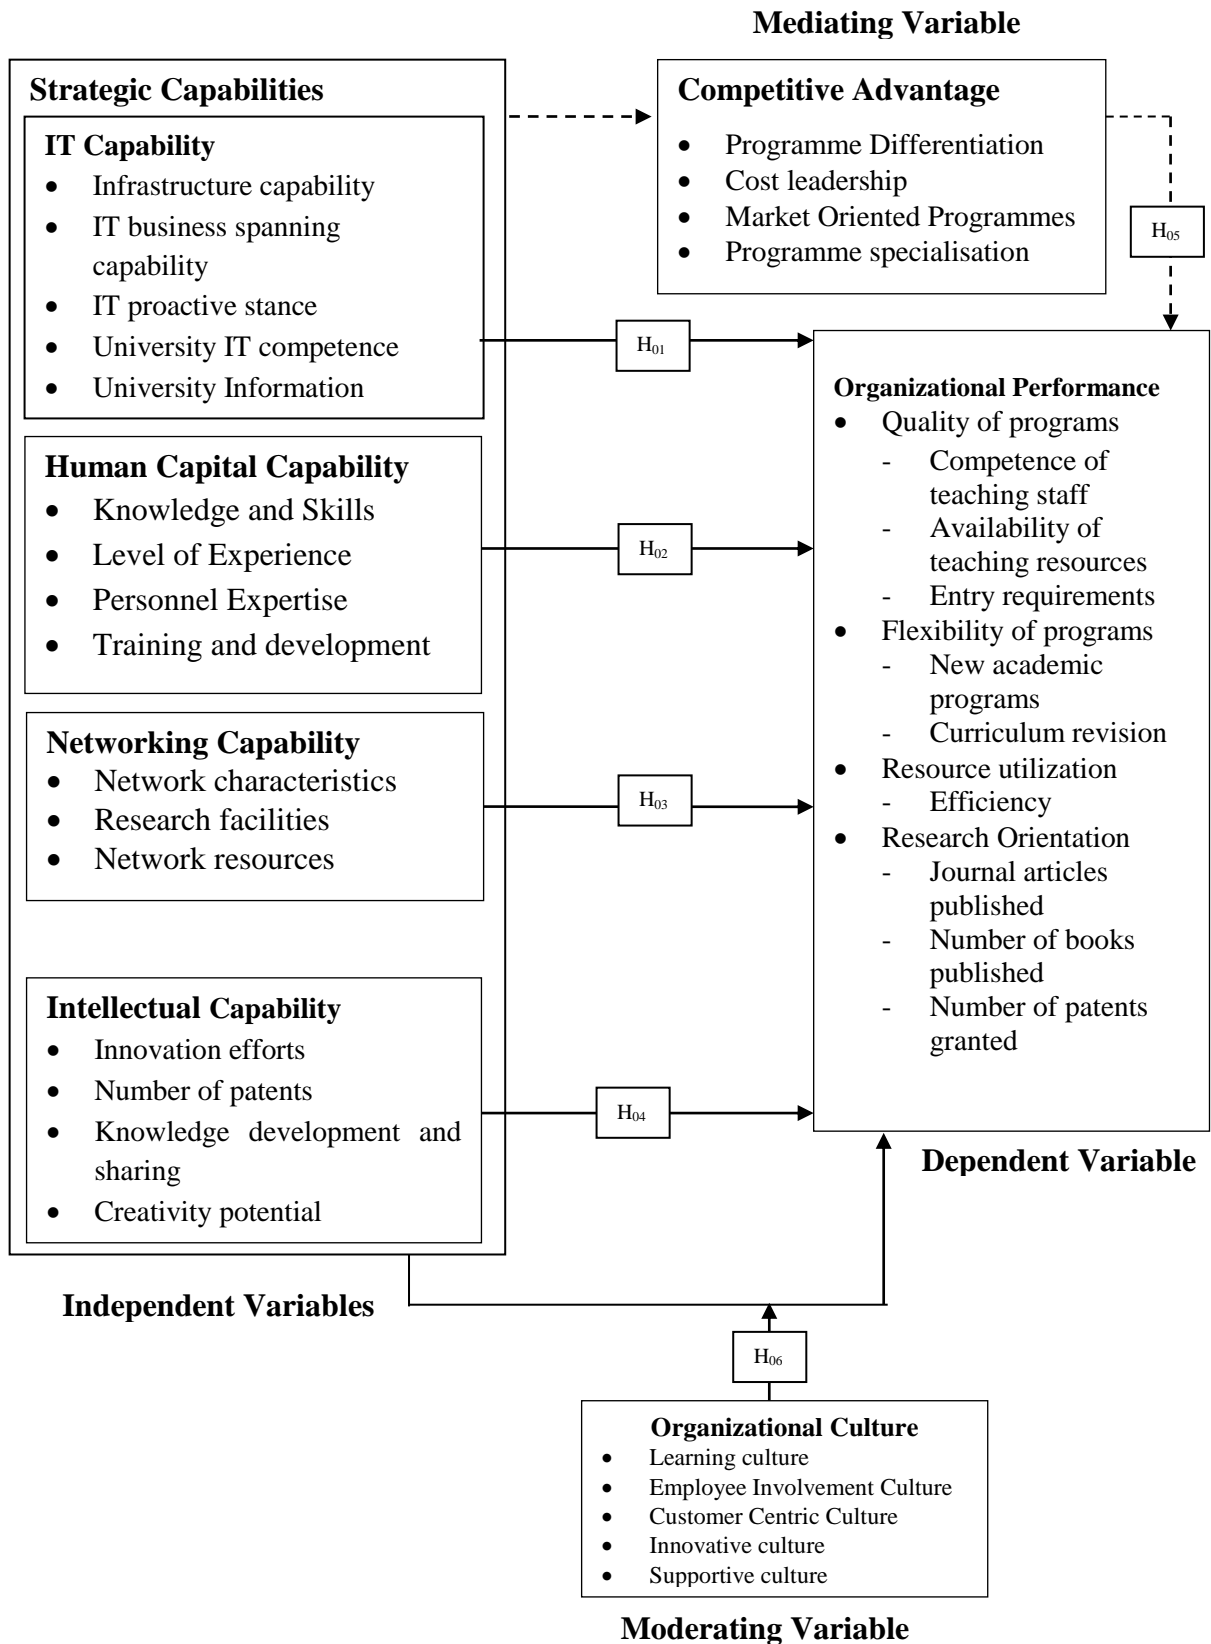 Mediating Variable
Strategic Capabilities
IT Capability
• Infrastructure capability
• IT business spanning
capability
• IT proactive stance
• University IT competence
• University Information
Human Capital Capability
• Knowledge and Skills
• Level of Experience
• Personnel Expertise
• Training and development
Networking Capability
• Network characteristics
• Research facilities
• Network resources
Intellectual Capability
• Innovation efforts
• Number of patents
• Knowledge development and
sharing
• Creativity potential
Independent Variables
Competitive Advantage
• Programme Differentiation
• Cost leadership
• Market Oriented Programmes
• Programme specialisation
H05
H01
H02
H03
H04
Organizational Performance
• Quality of programs
- Competence of
teaching staff
- Availability of
teaching resources
- Entry requirements
• Flexibility of programs
- New academic
programs
- Curriculum revision
• Resource utilization
- Efficiency
• Research Orientation
- Journal articles
published
- Number of books
published
- Number of patents
granted
Dependent Variable
H06
Organizational Culture
• Learning culture
• Employee Involvement Culture
• Customer Centric Culture
• Innovative culture
• Supportive culture
Moderating Variable